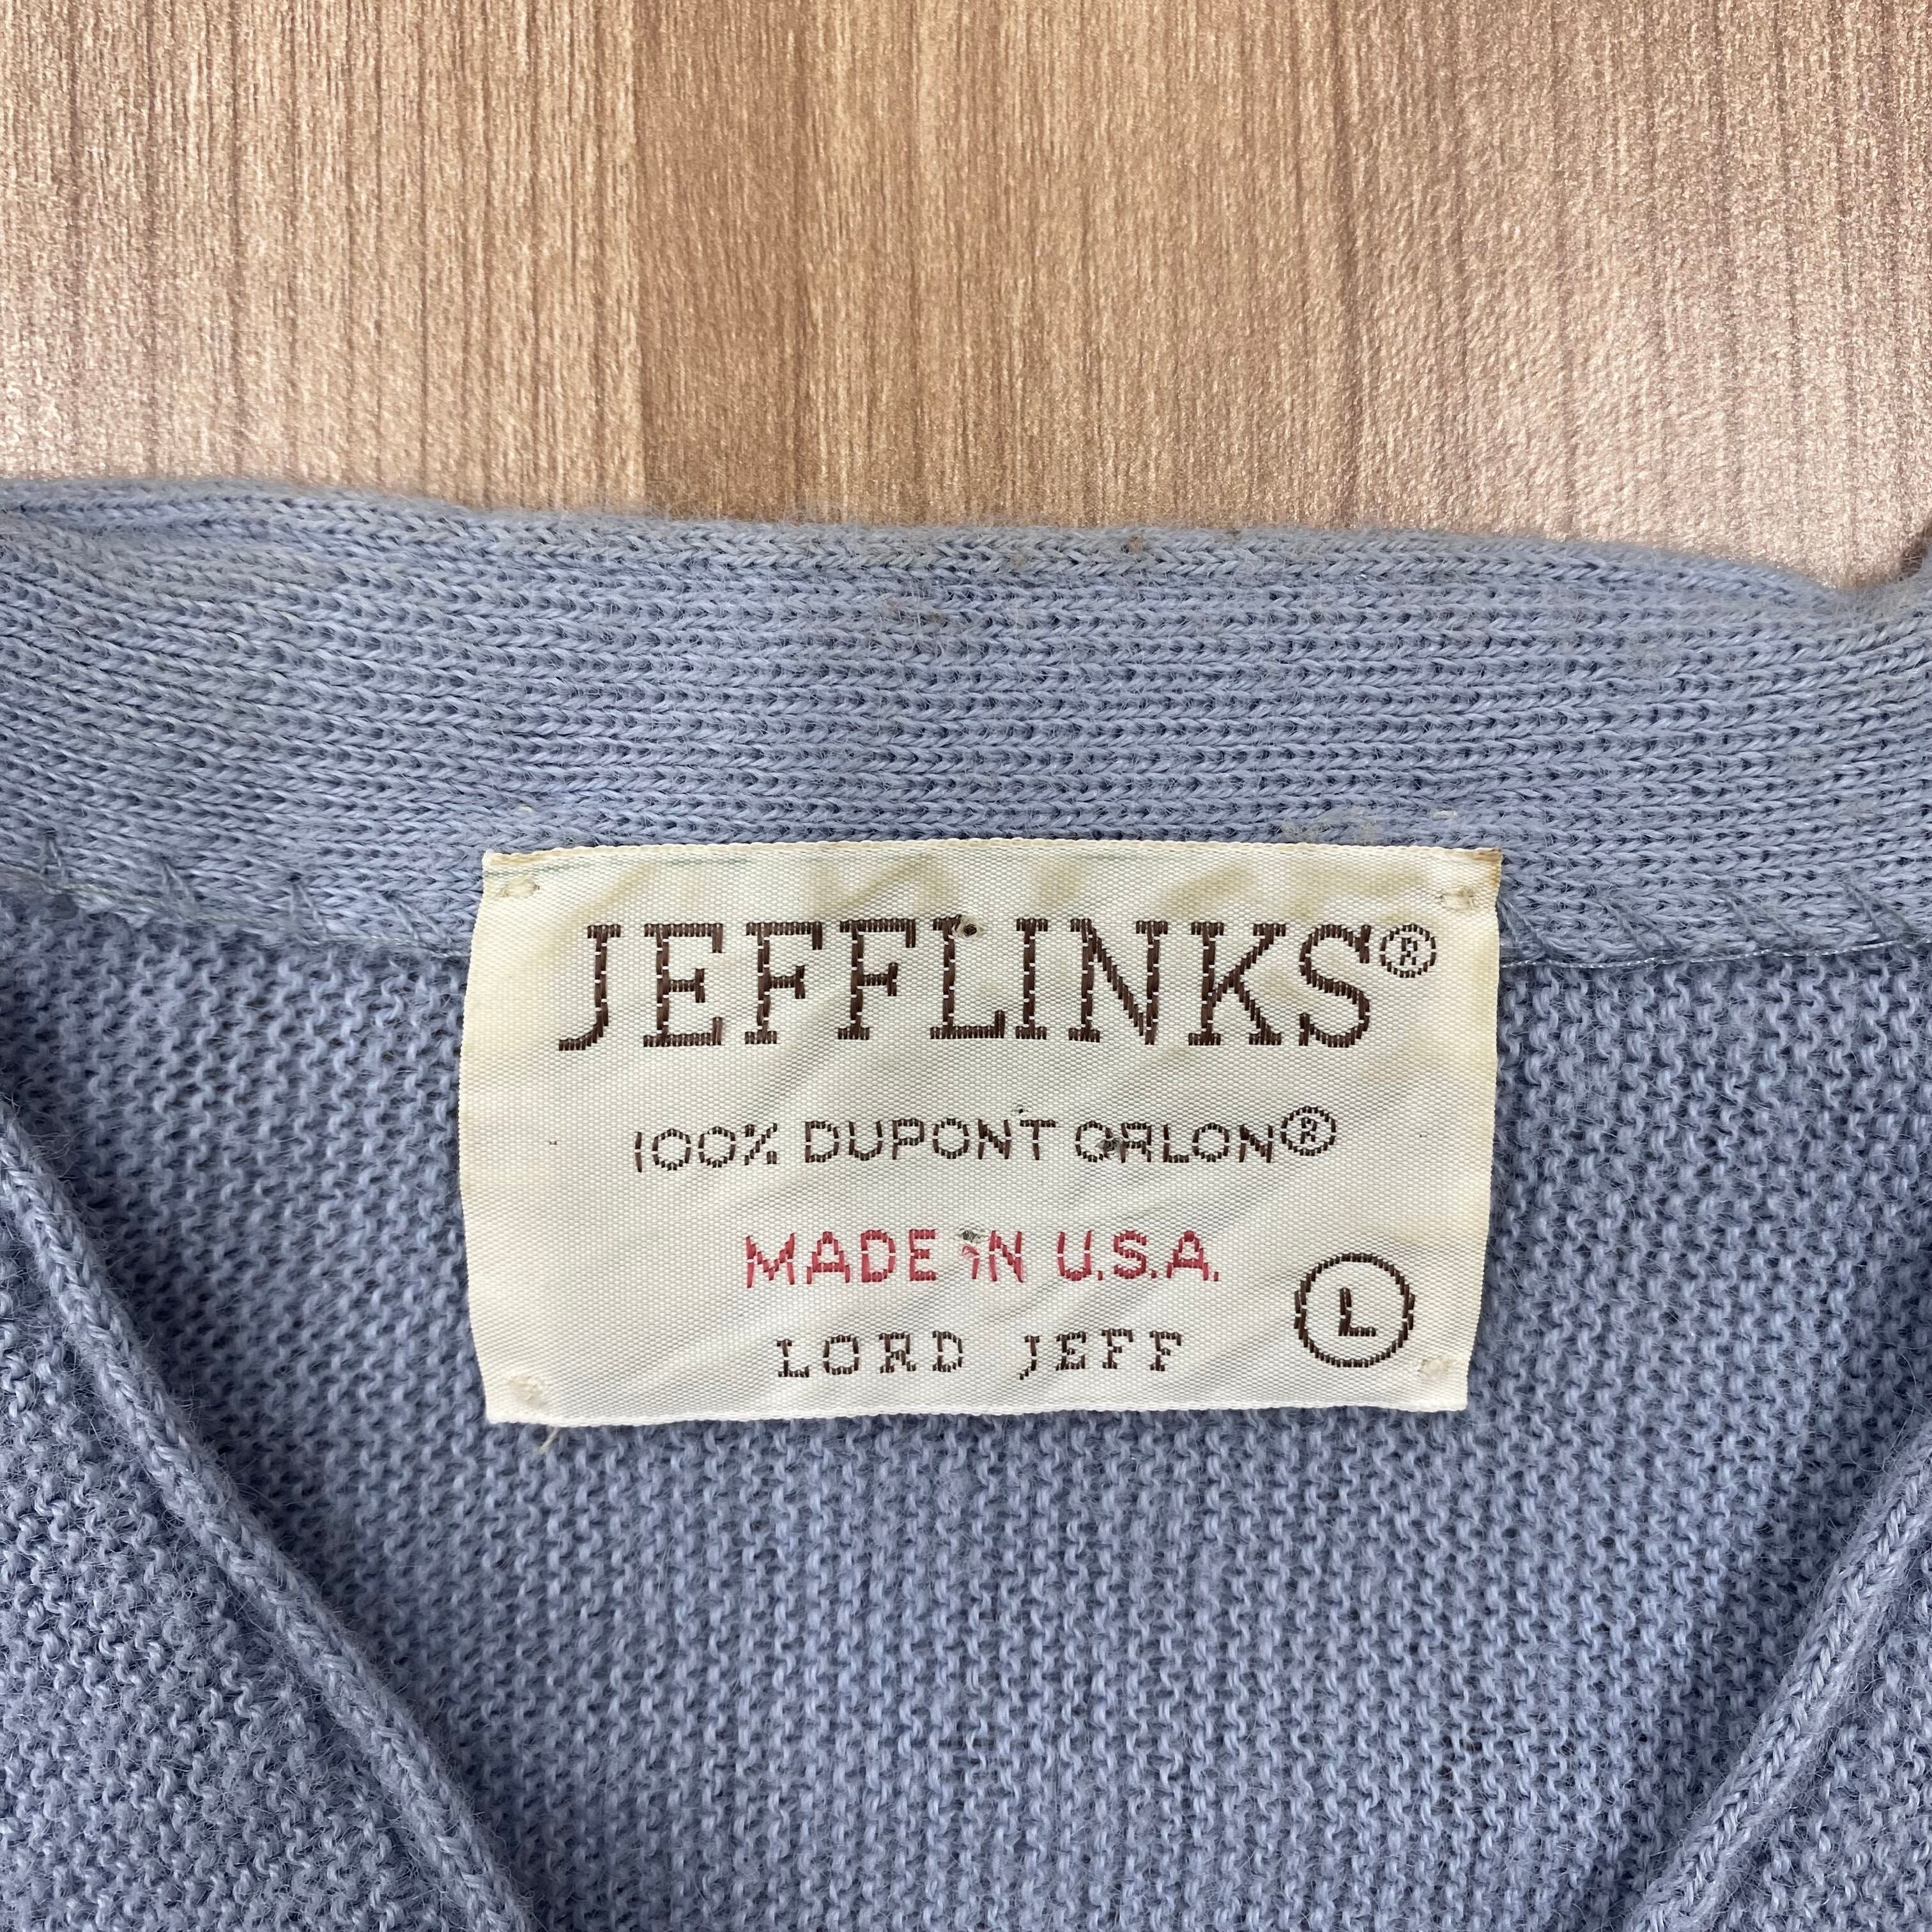 JEFFLINKS®
100% DUPONT ORLON®
MADE IN U.S.A.
L
LORD JEFF